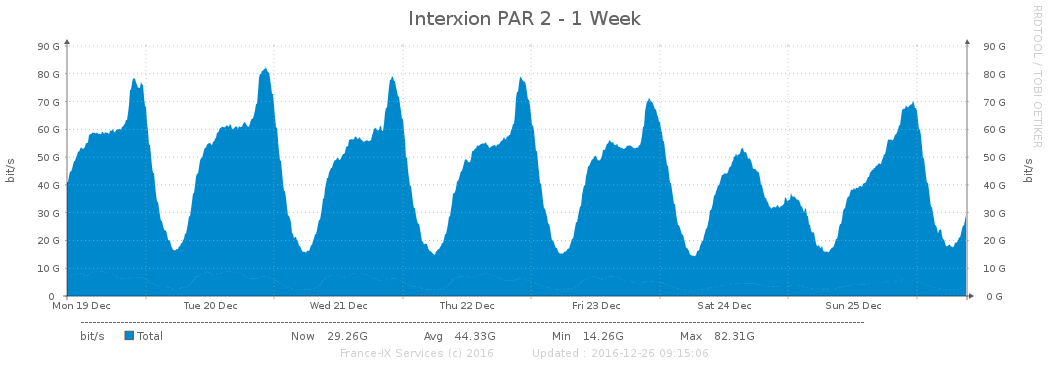 Interxion PAR 2 - 1 Week
RRDTOOL / TOBI OETIKER
bit/s
90 G
80 G
70 G
60 G
50 G
40 G
30 G
20 G
10 G
0
90 G
80 G
70 G
60 G
50 G
40 G
30 G
20 G
10 G
0 G
bit/s
Mon 19 Dec Tue 20 Dec Wed 21 Dec Thu 22 Dec Fri 23 Dec Sat 24 Dec Sun 25 Dec
bit/s Total Now 29.26G Avg 44.33G Min 14.26G Max 82.31G
France-IX Services (c) 2016 Updated : 2016-12-26 09:15:06